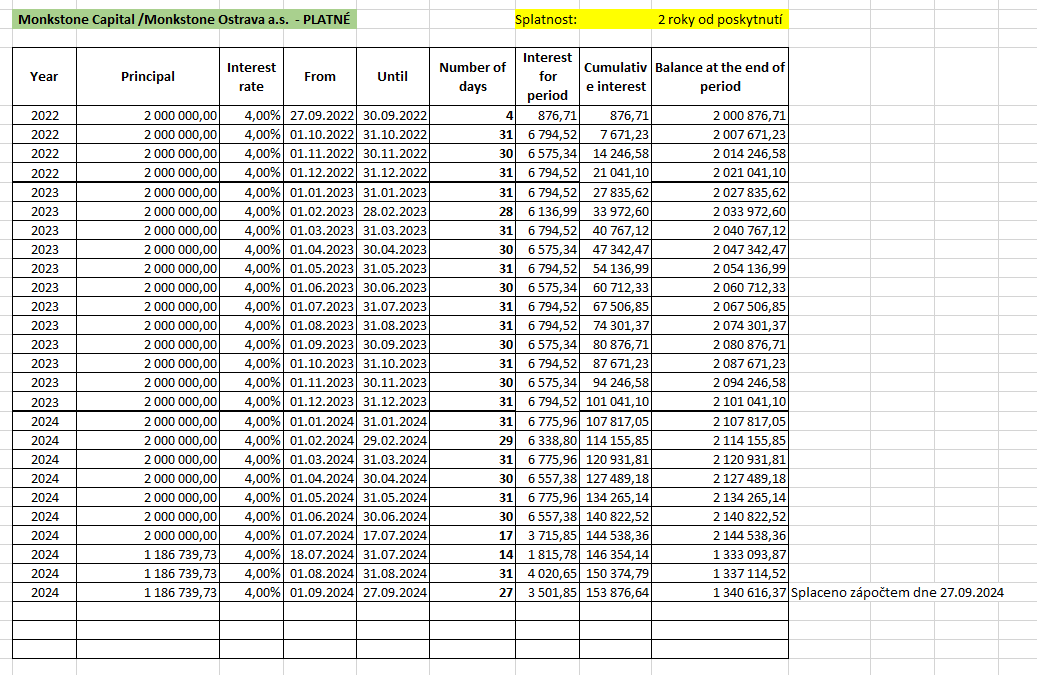 Monkstone Capital /Monkstone Ostrava a.s. - PLATNÉ Splatnost: 2 roky od poskytnutí
Year Principal Interest rate From Until Number of days Interest for period Cumulative interest Balance at the end of period
2022 2 000 000,00 4,00% 27.09.2022 30.09.2022 4 876,71 876,71 2 000 876,71
2022 2 000 000,00 4,00% 01.10.2022 31.10.2022 31 6 794,52 7 671,23 2 007 671,23
2022 2 000 000,00 4,00% 01.11.2022 30.11.2022 30 6 575,34 14 246,58 2 014 246,58
2022 2 000 000,00 4,00% 01.12.2022 31.12.2022 31 6 794,52 21 041,10 2 021 041,10
2023 2 000 000,00 4,00% 01.01.2023 31.01.2023 31 6 794,52 27 835,62 2 027 835,62
2023 2 000 000,00 4,00% 01.02.2023 28.02.2023 28 6 136,99 33 972,60 2 033 972,60
2023 2 000 000,00 4,00% 01.03.2023 31.03.2023 31 6 794,52 40 767,12 2 040 767,12
2023 2 000 000,00 4,00% 01.04.2023 30.04.2023 30 6 575,34 47 342,47 2 047 342,47
2023 2 000 000,00 4,00% 01.05.2023 31.05.2023 31 6 794,52 54 136,99 2 054 136,99
2023 2 000 000,00 4,00% 01.06.2023 30.06.2023 30 6 575,34 60 712,33 2 060 712,33
2023 2 000 000,00 4,00% 01.07.2023 31.07.2023 31 6 794,52 67 506,85 2 067 506,85
2023 2 000 000,00 4,00% 01.08.2023 31.08.2023 31 6 794,52 74 301,37 2 074 301,37
2023 2 000 000,00 4,00% 01.09.2023 30.09.2023 30 6 575,34 80 876,71 2 080 876,71
2023 2 000 000,00 4,00% 01.10.2023 31.10.2023 31 6 794,52 87 671,23 2 087 671,23
2023 2 000 000,00 4,00% 01.11.2023 30.11.2023 30 6 575,34 94 246,58 2 094 246,58
2023 2 000 000,00 4,00% 01.12.2023 31.12.2023 31 6 794,52 101 041,10 2 101 041,10
2024 2 000 000,00 4,00% 01.01.2024 31.01.2024 31 6 775,96 107 817,05 2 107 817,05
2024 2 000 000,00 4,00% 01.02.2024 29.02.2024 29 6 338,80 114 155,85 2 114 155,85
2024 2 000 000,00 4,00% 01.03.2024 31.03.2024 31 6 775,96 120 931,81 2 120 931,81
2024 2 000 000,00 4,00% 01.04.2024 30.04.2024 30 6 557,38 127 489,18 2 127 489,18
2024 2 000 000,00 4,00% 01.05.2024 31.05.2024 31 6 775,96 134 265,14 2 134 265,14
2024 2 000 000,00 4,00% 01.06.2024 30.06.2024 30 6 557,38 140 822,52 2 140 822,52
2024 2 000 000,00 4,00% 01.07.2024 17.07.2024 17 3 715,85 144 538,36 2 144 538,36
2024 1 186 739,73 4,00% 18.07.2024 31.07.2024 14 1 815,78 146 354,14 1 333 093,87
2024 1 186 739,73 4,00% 01.08.2024 31.08.2024 31 4 020,65 150 374,79 1 337 114,52
2024 1 186 739,73 4,00% 01.09.2024 27.09.2024 27 3 501,85 153 876,64 1 340 616,37 Splaceno zápočtem dne 27.09.2024